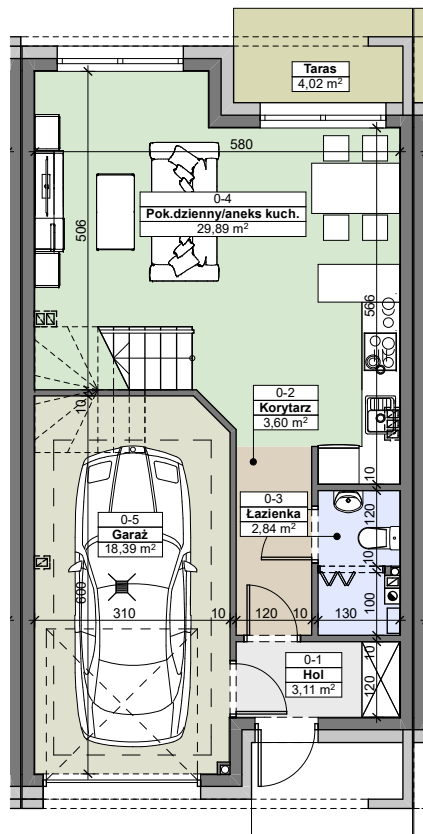 Taras
4,02 m²
580
0-4
Pok.dzienny/aneks kuch.
29,89 m²
506
566
0-2
Korytarz
3,60 m²
10
10
0-3
Łazienka
2,84 m²
120
0-5
Garaż
18,39 m²
10
600
100
310
10
120
10
130
0-1
Hol
3,11 m²
10
120